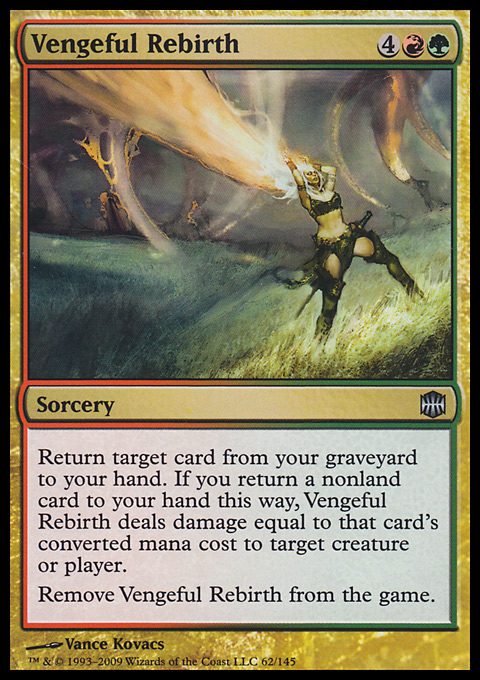 Vengeful Rebirth 4
Sorcery
Return target card from your graveyard
to your hand. If you return a nonland
card to your hand this way, Vengeful
Rebirth deals damage equal to that card's
converted mana cost to target creature
or player.
Remove Vengeful Rebirth from the game.
Vance Kovacs
™ & © 1993–2009 Wizards of the Coast LLC 62/145